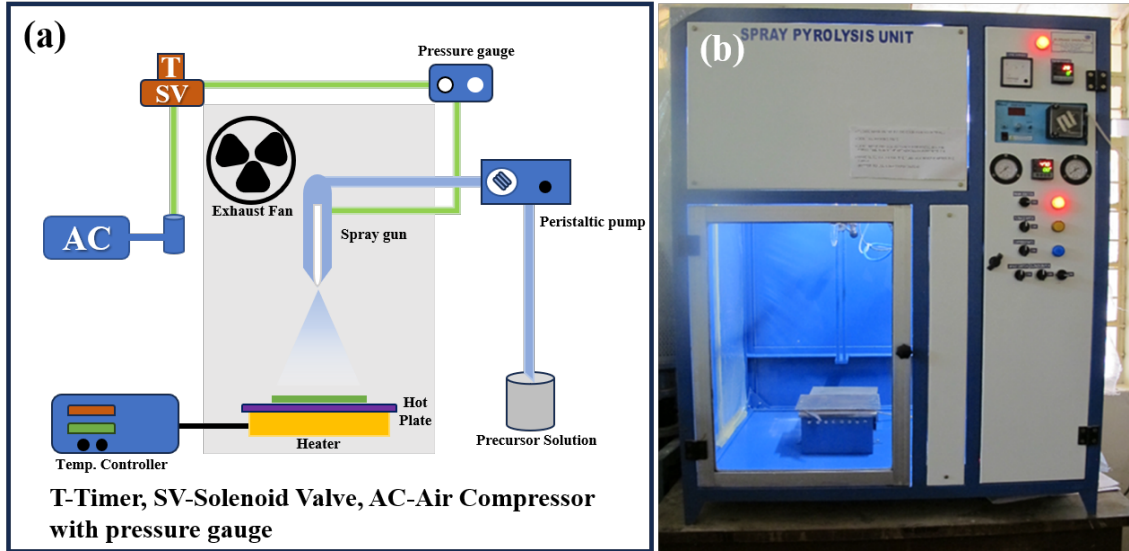 (a)
T
SV
Pressure gauge
Exhaust Fan
Peristaltic pump
AC
Spray gun
Hot
Plate
Heater
Precursor Solution
Temp. Controller
T-Timer, SV-Solenoid Valve, AC-Air Compressor
with pressure gauge
(b)
SPRAY PYROLYSIS UNIT